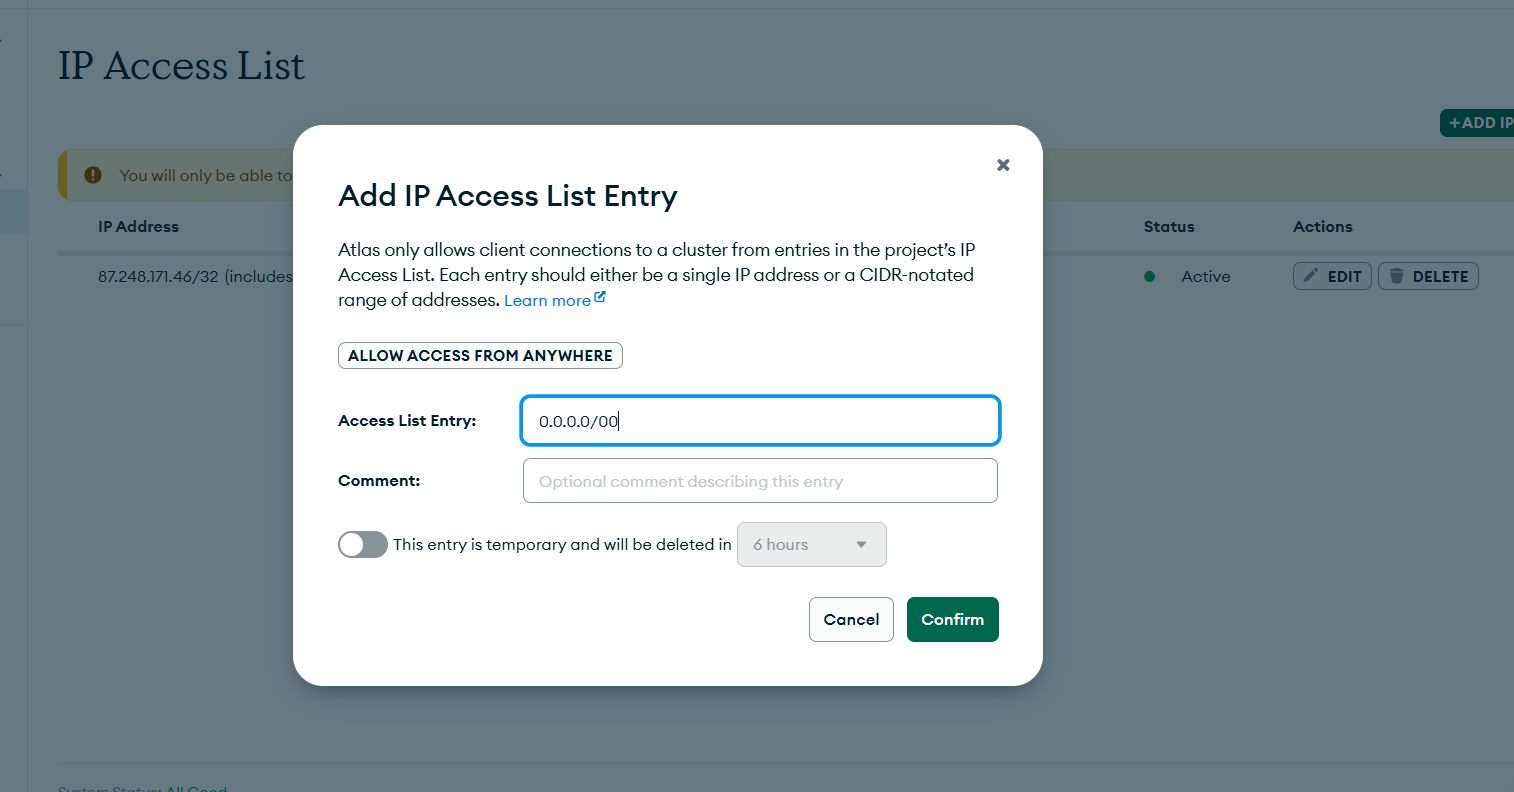 IP Access List
+ADD IP
You will only be able to
Add IP Access List Entry
Atlas only allows client connections to a cluster from entries in the project's IP
Access List. Each entry should either be a single IP address or a CIDR-notated
range of addresses. Learn more
ALLOW ACCESS FROM ANYWHERE
Access List Entry: 0.0.0.0/00
Comment: Optional comment describing this entry
This entry is temporary and will be deleted in 6 hours
Cancel Confirm
IP Address Status Actions
87.248.171.46/32 (includes Active EDIT DELETE
System Status: All Good